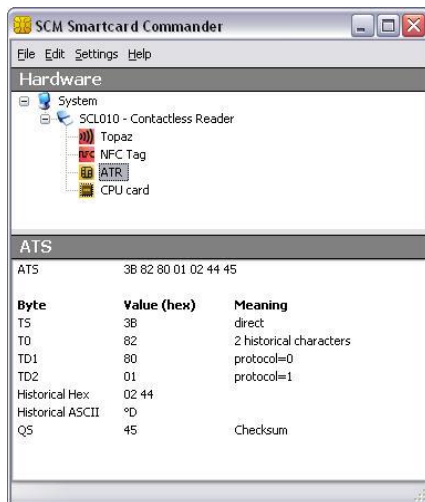 SCM Smartcard Commander
File Edit Settings Help
Hardware
System
SCL010 - Contactless Reader
Topaz
NFC Tag
ATR
CPU card
ATS
ATS 3B 82 80 01 02 44 45
Byte Value (hex) Meaning
TS 3B direct
T0 82 2 historical characters
TD1 80 protocol=0
TD2 01 protocol=1
Historical Hex 02 44
Historical ASCII °D
QS 45 Checksum